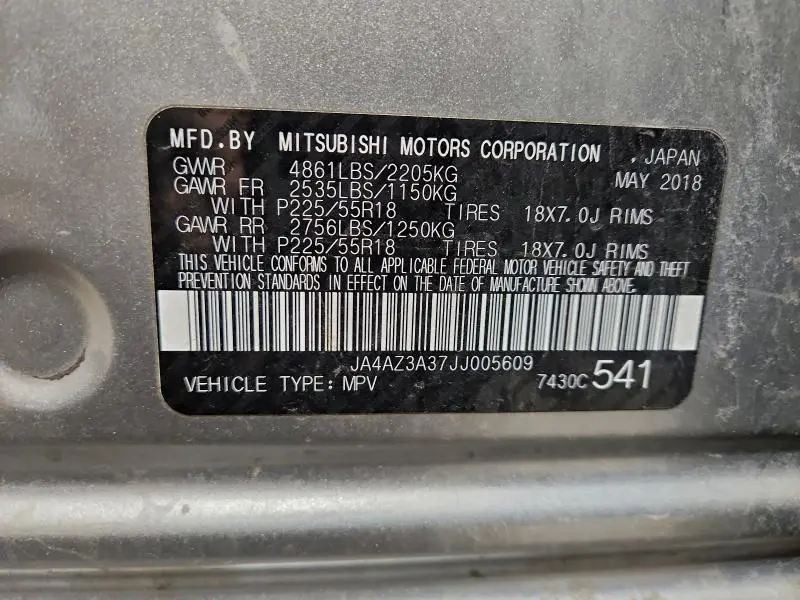 MFD.BY MITSUBISHI MOTORS CORPORATION , JAPAN
GVWR 4861LBS/2205KG MAY 2018
GAWR FR 2535LBS/1150KG
WITH P225/55R18 TIRES 18X7.0J RIMS
GAWR RR 2756LBS/1250KG
WITH P225/55R18 TIRES 18X7.0J RIMS
THIS VEHICLE CONFORMS TO ALL APPLICABLE FEDERAL MOTOR VEHICLE SAFETY AND THEFT
PREVENTION STANDARDS IN EFFECT ON THE DATE OF MANUFACTURE SHOWN ABOVE.
JA4AZ3A37JJ005609
VEHICLE TYPE: MPV 7430C 541